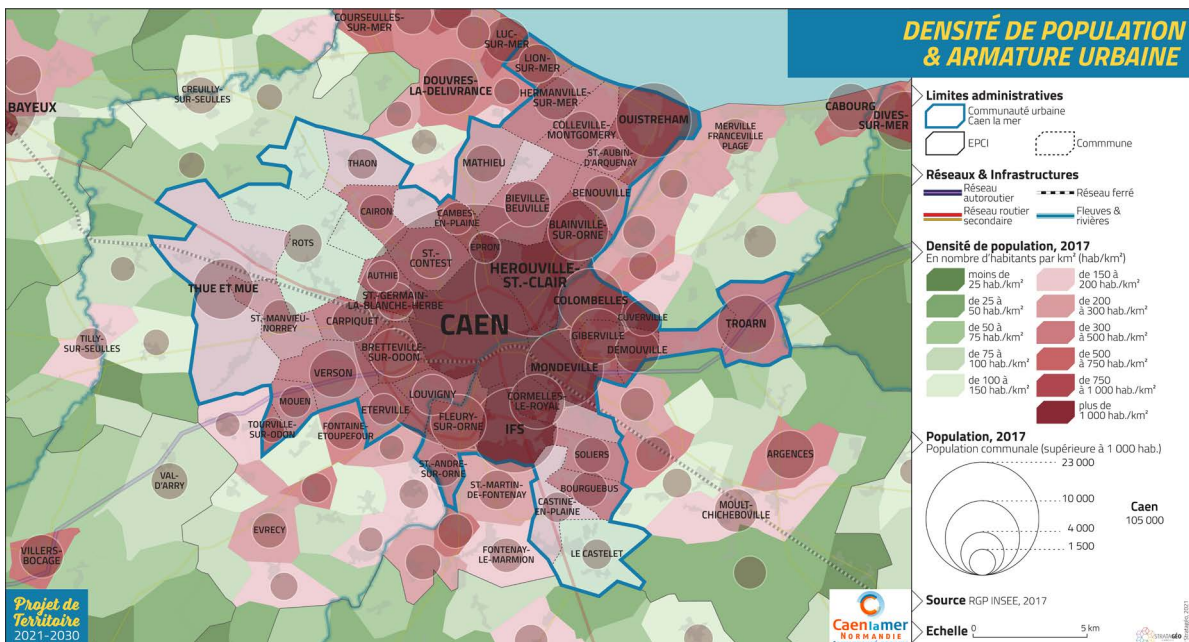 DENSITÉ DE POPULATION
& ARMATURE URBAINE
Limites administratives
Communauté urbaine
Caen la mer
EPCI
Commmune
Réseaux & Infrastructures
Réseau
autoroutier
Réseau ferré
Réseau routier
secondaire
Fleuves &
rivières
Densité de population, 2017
En nombre d'habitants par km² (hab/km²)
moins de
25 hab./km²
de 25 à
50 hab./km²
de 50 à
75 hab./km²
de 75 à
100 hab./km²
de 100 à
150 hab./km²
de 150 à
200 hab./km²
de 200
à 300 hab./km²
de 300
à 500 hab./km²
de 500
à 750 hab./km²
de 750
à 1 000 hab./km²
plus de
1 000 hab./km²
Population, 2017
Population communale (supérieure à 1 000 hab.)
23 000
10 000
4 000
1 500
Caen
105 000
Source RGP INSEE, 2017
Echelle 0 5 km
COURSEULLES-
SUR-MER
LUC-
SUR-MER
LION-
SUR-MER
DOUVRES-
LA-DELIVRANCE
CREUILLY-
SUR-SEULLES
HERMANVILLE-
SUR-MER
BAYEUX
COLLEVILLE-
MONTGOMERY
OUISTREHAM
CABOURG
DIVES-
SUR-MER
MERVILLE
FRANCEVILLE
PLAGE
THAON
MATHIEU
ST.-AUBIN-
D'ARQUENAY
BENOUVILLE
BIEVILLE-
BEUVILLE
CAIRON
CAMBES-
EN-PLAINE
BLAINVILLE-
SUR-ORNE
ROTS
EPRON
ST.-
CONTEST
AUTHIE
HEROUVILLE-
ST.-CLAIR
THUE ET MUE
ST.-GERMAIN-
LA-BLANCHE-HERBE
COLOMBELLES
CUVERVILLE
ST.-MANVIEU-
NORREY
CARPIQUET
CAEN
TROARN
GIBERVILLE
DEMOUVILLE
TILLY-
SUR-SEULLES
BRETTEVILLE-
SUR-ODON
MONDEVILLE
VERSON
MOUEN
LOUVIGNY
CORMELLES-
LE-ROYAL
ETERVILLE
TOURVILLE-
SUR-ODON
FONTAINE-
ETOUPEFOUR
FLEURY-
SUR-ORNE
IFS
SOLIERS
ARGENCES
VAL-
D'ARRY
ST.-ANDRE-
SUR-ORNE
ST.-MARTIN-
DE-FONTENAY
BOURGUEBUS
CASTINE-
EN-PLAINE
MOULT-
CHICHEBOVILLE
EVRECY
VILLERS-
BOCAGE
FONTENAY-
LE-MARMION
LE CASTELET
Projet de
Territoire
2021-2030
Caen la mer
NORMANDIE